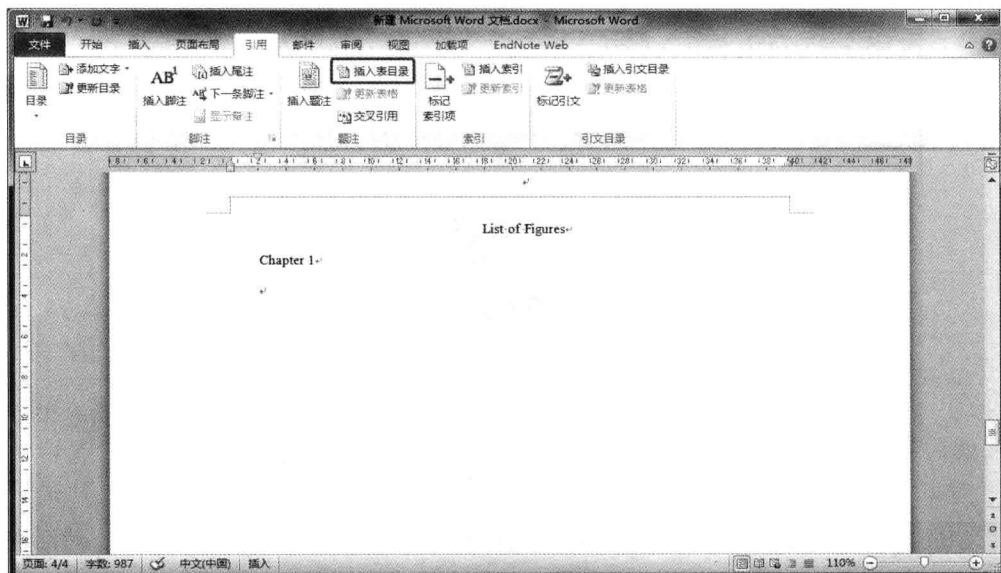 新建 Microsoft Word 文档.docx - Microsoft Word
文件 开始 插入 页面布局 引用 邮件 审阅 视图 加载项 EndNote Web
目录
添加文字
更新目录
目录
AB¹
插入脚注
插入尾注
下一条脚注
显示备注
脚注
插入题注
插入表目录
更新表格
交叉引用
题注
标记
索引项
插入索引
更新索引
索引
标记引文
插入引文目录
更新表格
引文目录
List of Figures
Chapter 1
页面: 4/4 字数: 987 中文(中国) 插入 110%